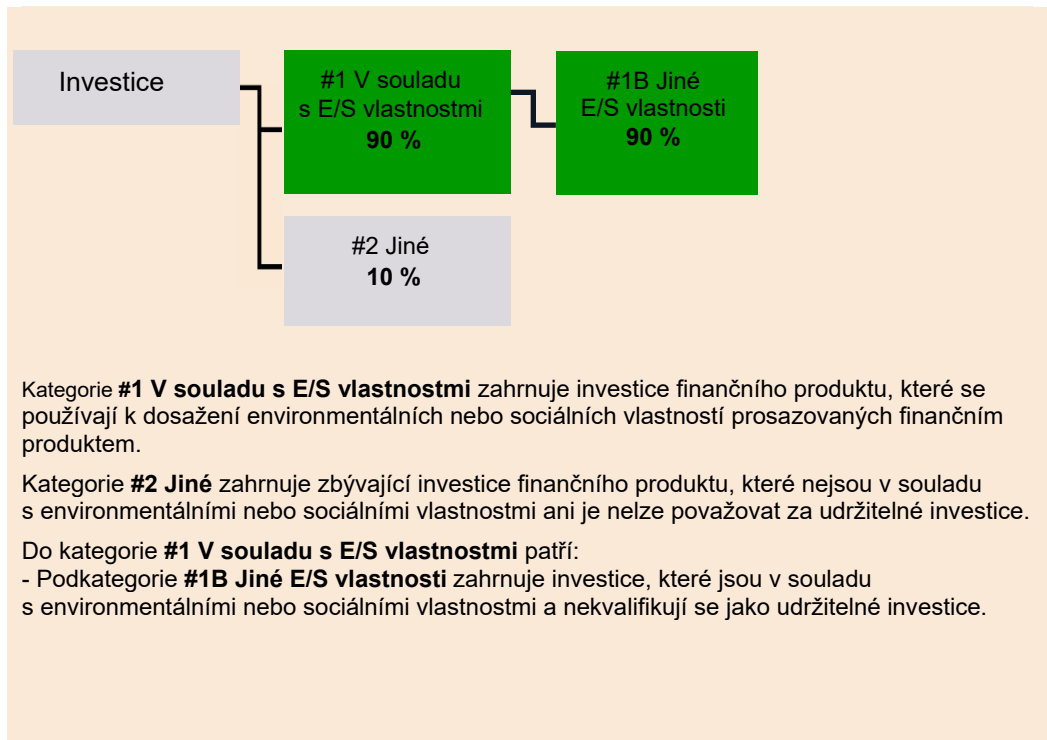 Investice
#1 V souladu
s E/S vlastnostmi
90 %
#1B Jiné
E/S vlastnosti
90 %
#2 Jiné
10 %
Kategorie #1 V souladu s E/S vlastnostmi zahrnuje investice finančního produktu, které se
používají k dosažení environmentálních nebo sociálních vlastností prosazovaných finančním
produktem.
Kategorie #2 Jiné zahrnuje zbývající investice finančního produktu, které nejsou v souladu
s environmentálními nebo sociálními vlastnostmi ani je nelze považovat za udržitelné investice.
Do kategorie #1 V souladu s E/S vlastnostmi patří:
- Podkategorie #1B Jiné E/S vlastnosti zahrnuje investice, které jsou v souladu
s environmentálními nebo sociálními vlastnostmi a nekvalifikují se jako udržitelné investice.